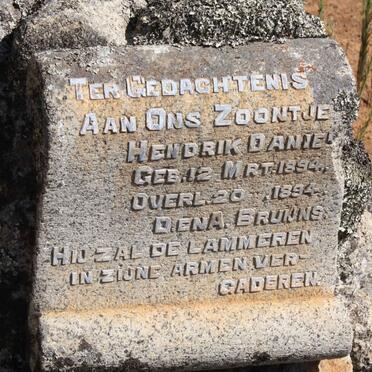 TER GEDACHTENIS
AAN ONS ZOONTJE
HENDRIK DANIEL
GEB. 12 MRT. 1894.
OVERL. 20 . 1894.
D. EN A. BRUIJNS.
HIJ ZAL DE LAMMEREN
IN ZIJNE ARMEN VER-
GADEREN.